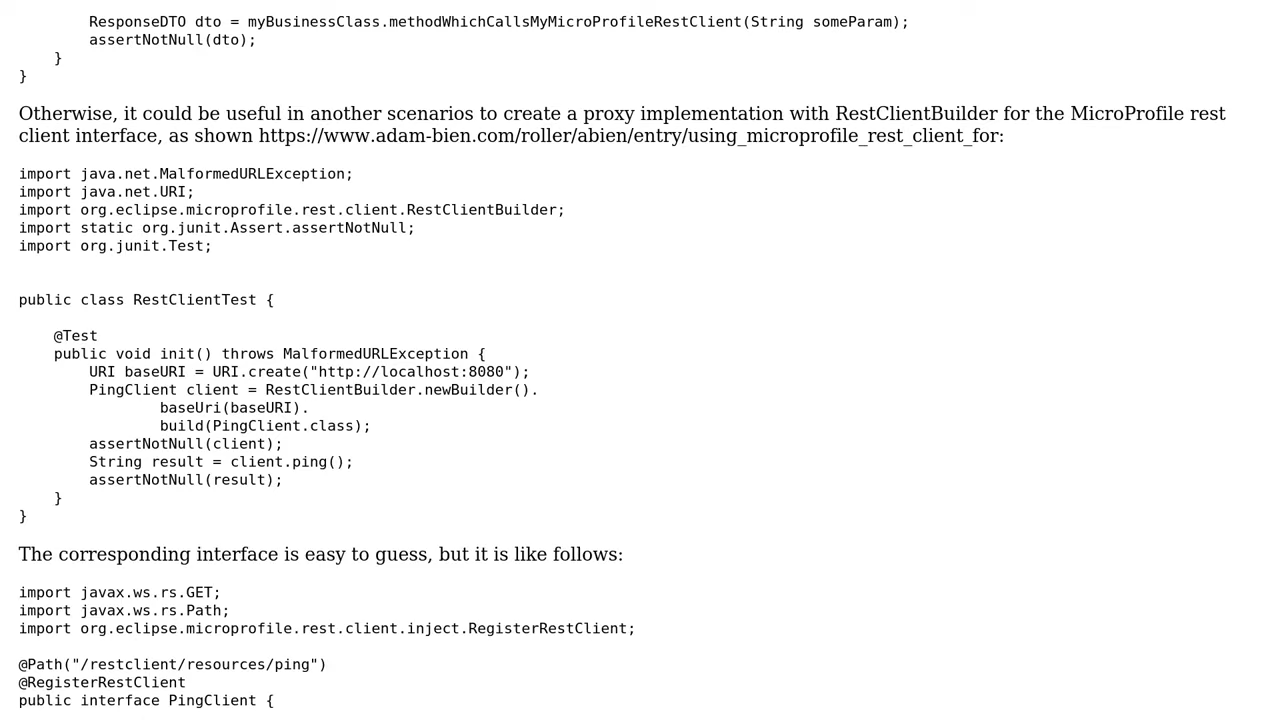 ResponseDTO dto = myBusinessClass.methodWhichCallsMyMicroProfileRestClient(String someParam);
        assertNotNull(dto);
    }
}
Otherwise, it could be useful in another scenarios to create a proxy implementation with RestClientBuilder for the MicroProfile rest
client interface, as shown https://www.adam-bien.com/roller/abien/entry/using_microprofile_rest_client_for:
import java.net.MalformedURLException;
import java.net.URI;
import org.eclipse.microprofile.rest.client.RestClientBuilder;
import static org.junit.Assert.assertNotNull;
import org.junit.Test;
public class RestClientTest {
    @Test
    public void init() throws MalformedURLException {
        URI baseURI = URI.create("http://localhost:8080");
        PingClient client = RestClientBuilder.newBuilder().
                baseUri(baseURI).
                build(PingClient.class);
        assertNotNull(client);
        String result = client.ping();
        assertNotNull(result);
    }
}
The corresponding interface is easy to guess, but it is like follows:
import javax.ws.rs.GET;
import javax.ws.rs.Path;
import org.eclipse.microprofile.rest.client.inject.RegisterRestClient;
@Path("/restclient/resources/ping")
@RegisterRestClient
public interface PingClient {